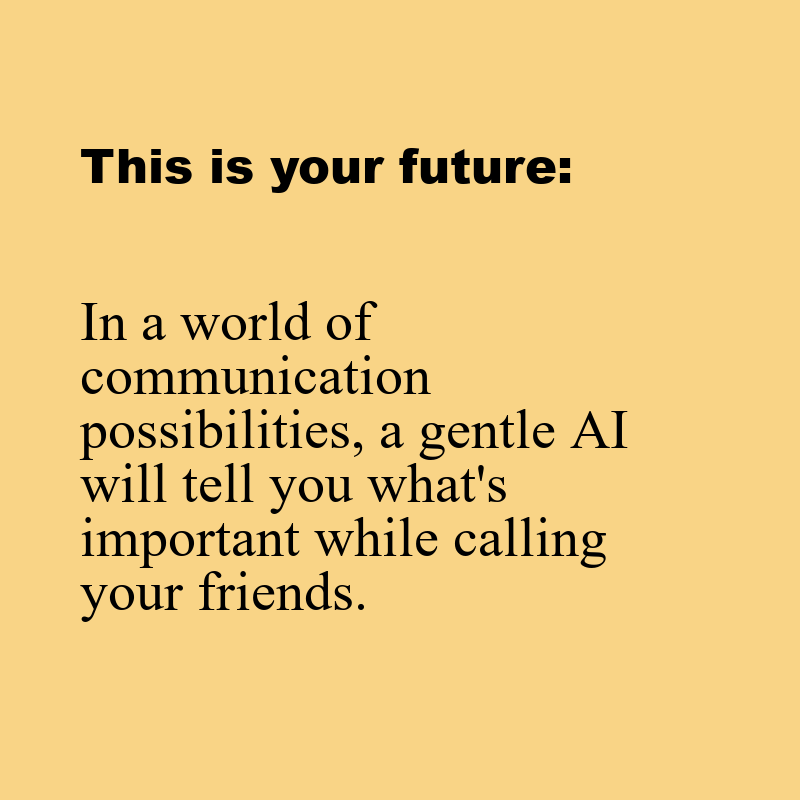 This is your future:
In a world of
communication
possibilities, a gentle AI
will tell you what's
important while calling
your friends.